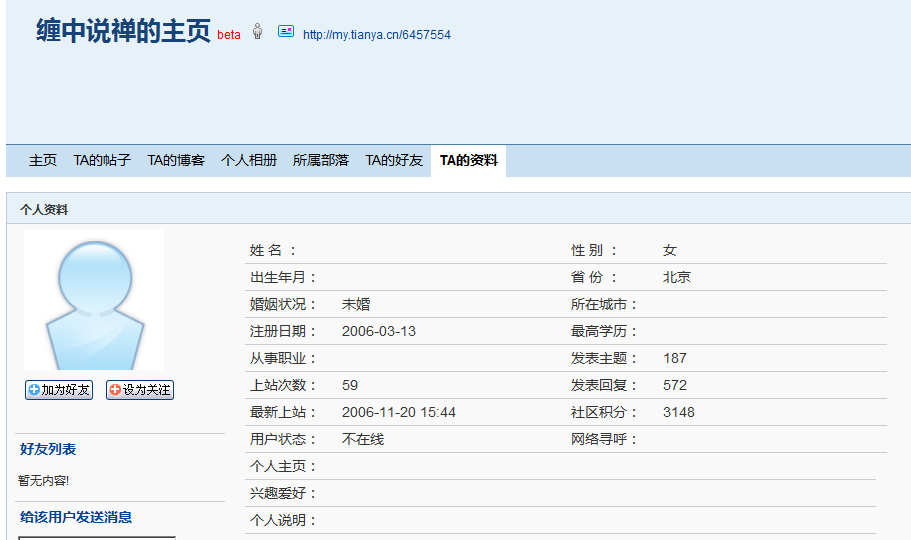 缠中说禅的主页 beta http://my.tianya.cn/6457554
主页 TA的帖子 TA的博客 个人相册 所属部落 TA的好友 TA的资料
个人资料
姓 名 ： 性 别 ： 女
出生年月： 省 份 ： 北京
婚姻状况： 未婚 所在城市：
注册日期： 2006-03-13 最高学历：
从事职业： 发表主题： 187
上站次数： 59 发表回复： 572
最新上站： 2006-11-20 15:44 社区积分： 3148
用户状态： 不在线 网络寻呼：
个人主页：
兴趣爱好：
个人说明：
加为好友 设为关注
好友列表
暂无内容!
给该用户发送消息